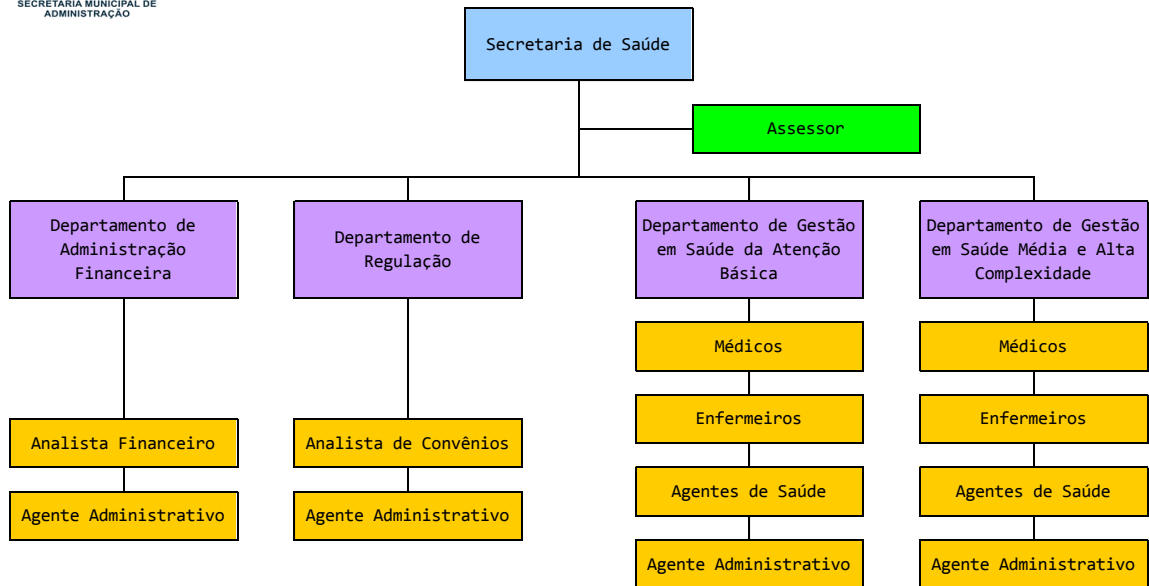 SECRETARIA MUNICIPAL DE
ADMINISTRAÇÃO
Secretaria de Saúde
Assessor
Departamento de
Administração
Financeira
Departamento de
Regulação
Departamento de Gestão
em Saúde da Atenção
Básica
Departamento de Gestão
em Saúde Média e Alta
Complexidade
Médicos
Médicos
Enfermeiros
Enfermeiros
Analista Financeiro
Analista de Convênios
Agentes de Saúde
Agentes de Saúde
Agente Administrativo
Agente Administrativo
Agente Administrativo
Agente Administrativo